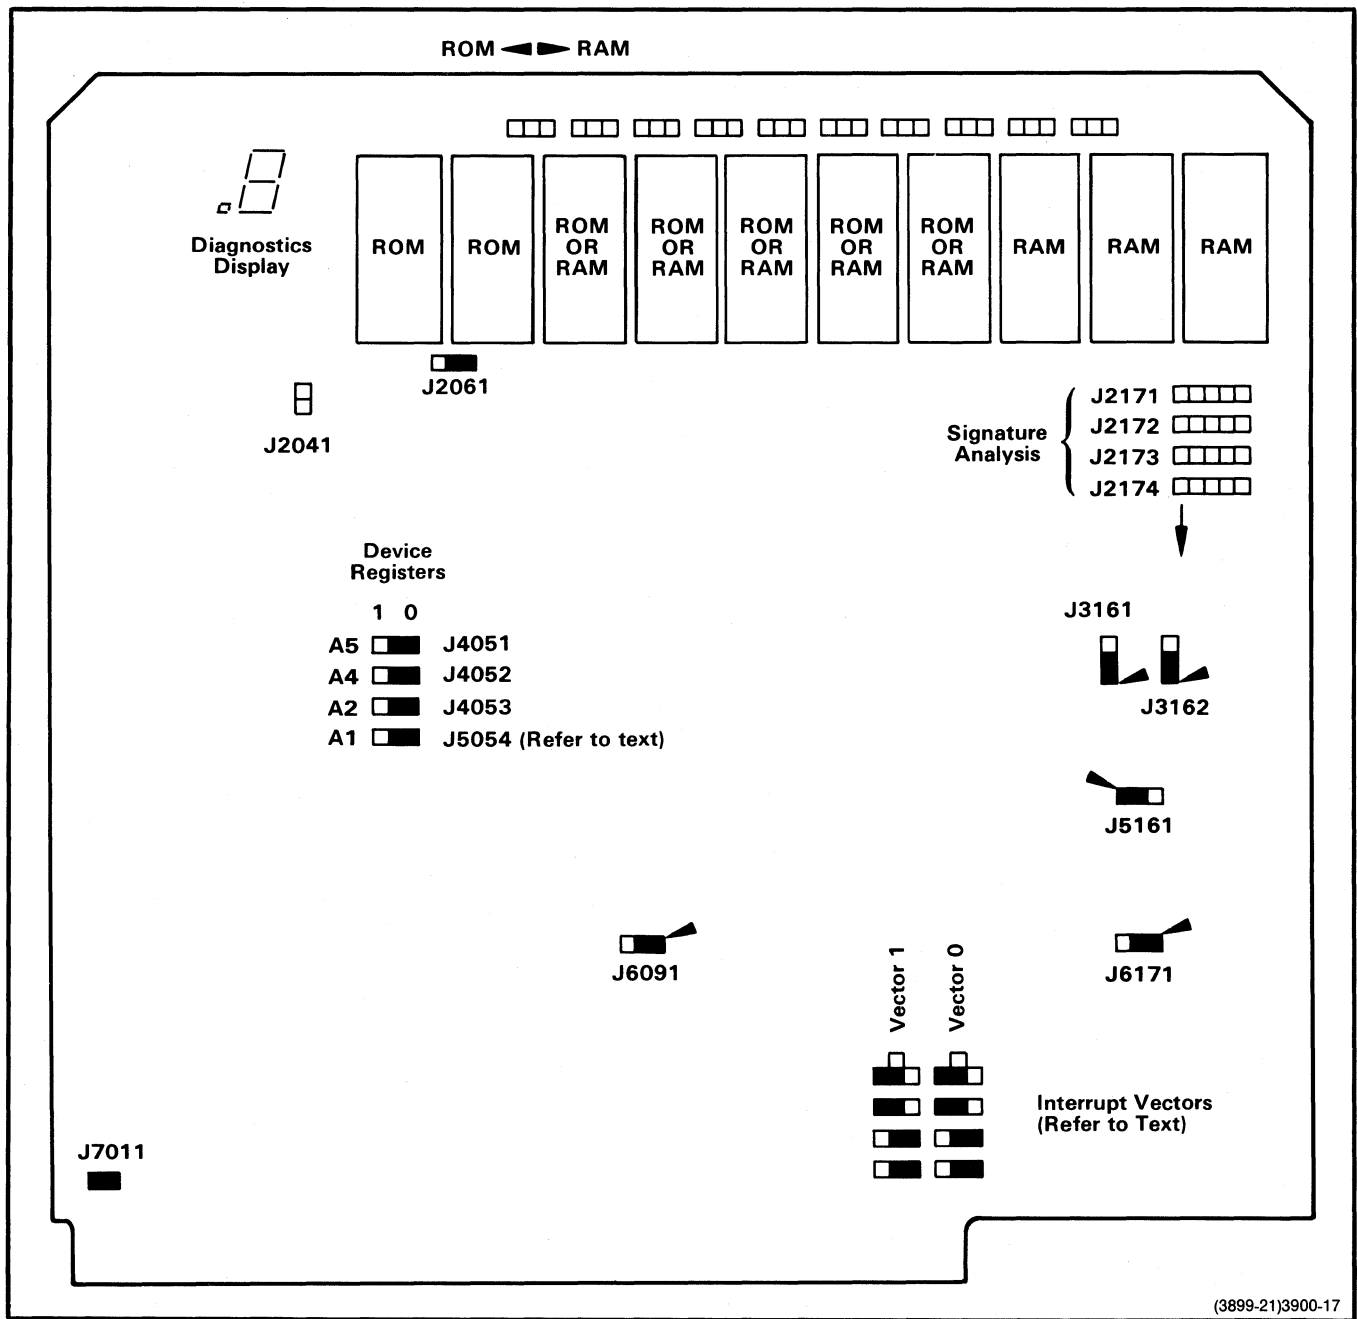 ROM RAM
Diagnostics
Display
ROM
ROM
ROM
OR
RAM
ROM
OR
RAM
ROM
OR
RAM
ROM
OR
RAM
ROM
OR
RAM
RAM
RAM
RAM
J2061
J2041
Signature
Analysis
J2171
J2172
J2173
J2174
Device
Registers
1 0
A5 J4051
A4 J4052
A2 J4053
A1 J5054 (Refer to text)
J3161
J3162
J5161
J6091
J6171
Vector 1
Vector 0
Interrupt Vectors
(Refer to Text)
J7011
(3899-21)3900-17